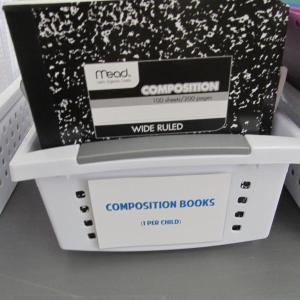 Mead
COMPOSITION
100 sheets/200 pages
WIDE RULED
COMPOSITION BOOKS
(1 PER CHILD)